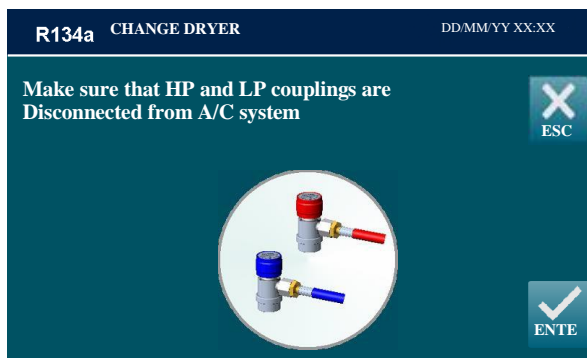 R134a CHANGE DRYER DD/MM/YY XX:XX
Make sure that HP and LP couplings are
Disconnected from A/C system
ESC
ENTE